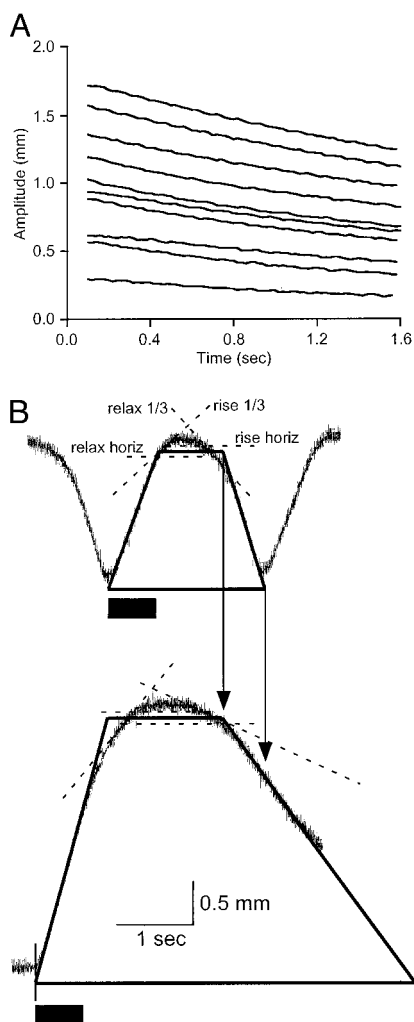 A
2.0
1.5
1.0
0.5
0.0
Amplitude (mm)
0.0 0.4 0.8 1.2 1.6
Time (sec)
B
relax 1/3 rise 1/3
relax horiz rise horiz
0.5 mm
1 sec